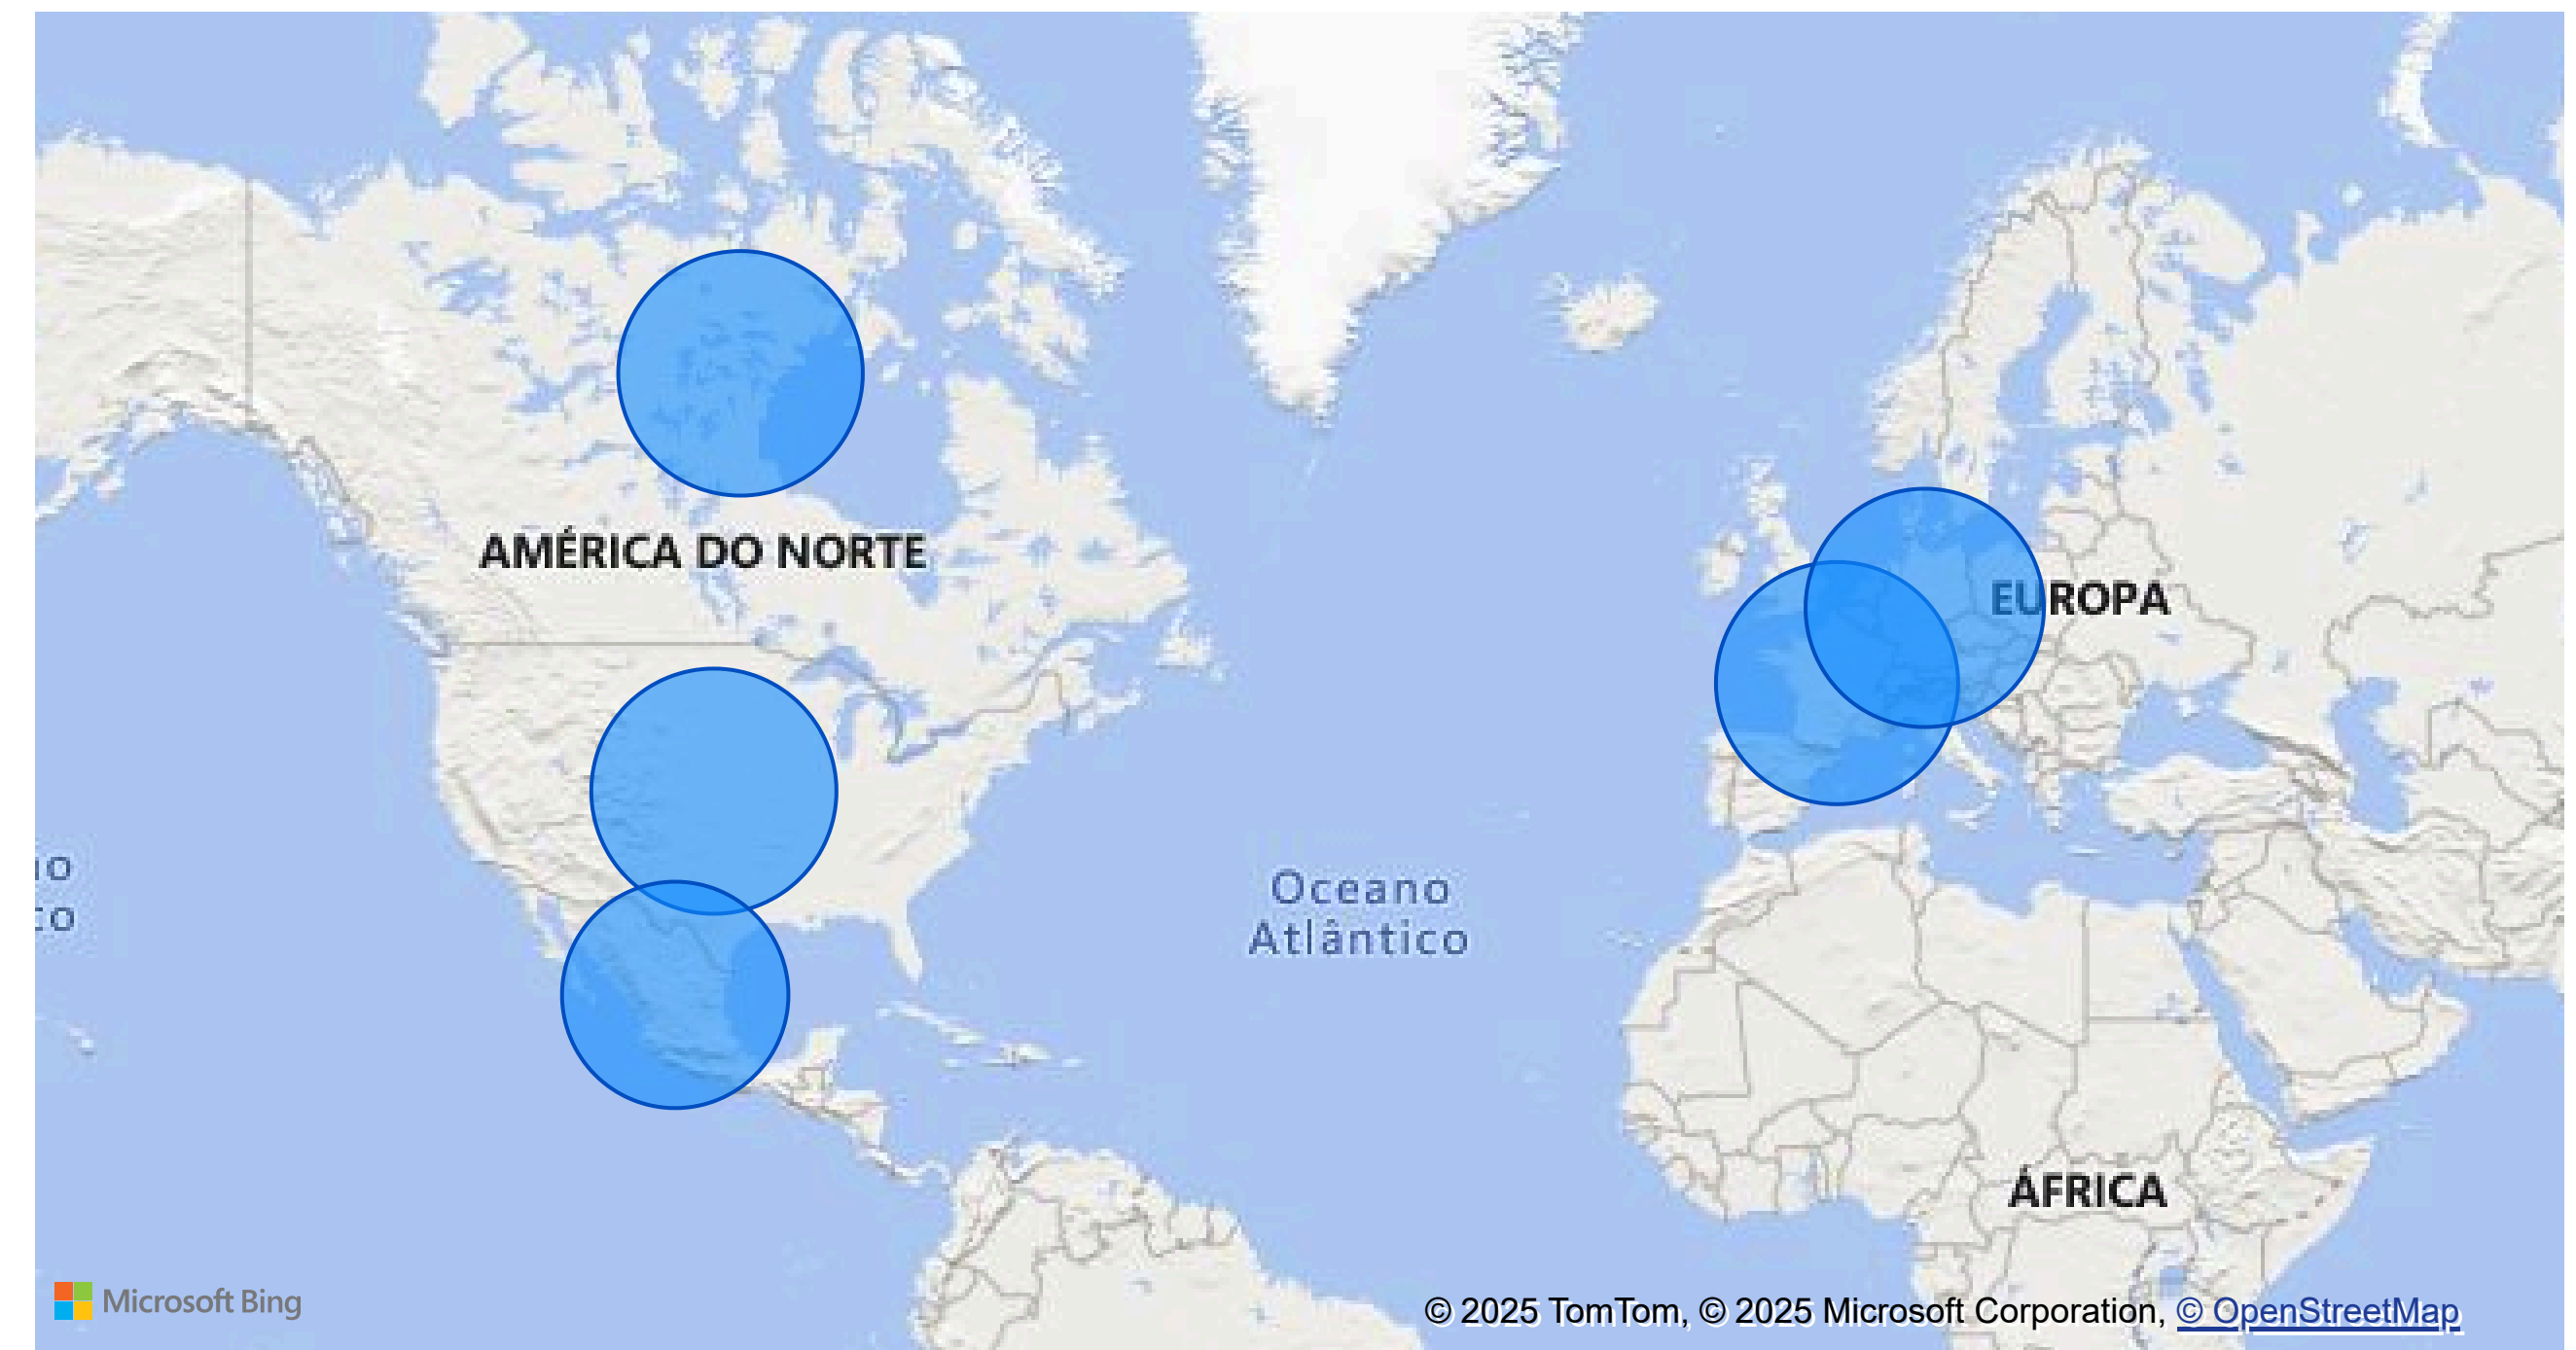 AMÉRICA DO NORTE
EUROPA
Oceano
Atlântico
ÁFRICA
Microsoft Bing
© 2025 TomTom, © 2025 Microsoft Corporation, © OpenStreetMap